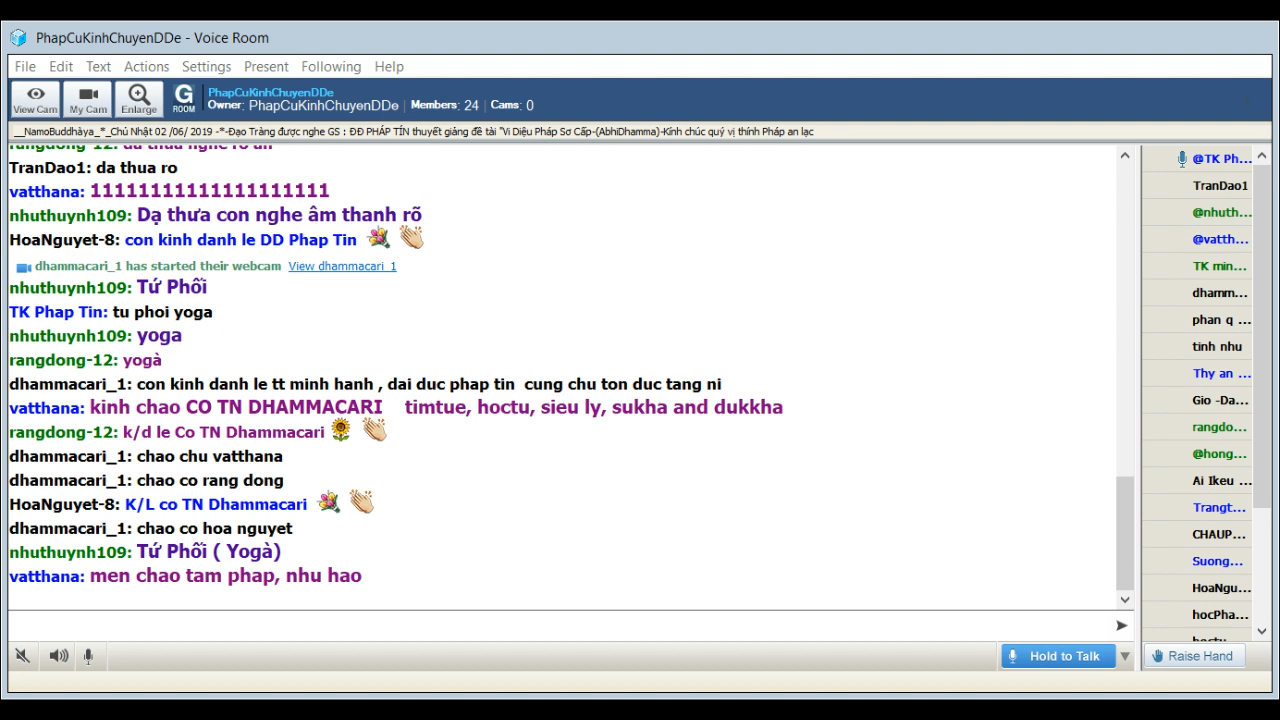 PhapCuKinhChuyenDDe - Voice Room
File Edit Text Actions Settings Present Following Help
View Cam My Cam Enlarge G ROOM PhapCuKinhChuyenDDe
Owner: PhapCuKinhChuyenDDe | Members: 24 | Cams: 0
__NamoBuddhàya_*_Chủ Nhật 02 /06/ 2019 -*-Đạo Tràng được nghe GS : ĐĐ PHÁP TÍN thuyết giảng đề tài "Vi Diệu Pháp Sơ Cấp-(AbhiDhamma)-Kính chúc quý vị thính Pháp an lạc
rangdong-12: da thua nghe ro an
TranDao1: da thua ro
vatthana: 11111111111111111111
nhuthuynh109: Dạ thưa con nghe âm thanh rõ
HoaNguyet-8: con kinh danh le DD Phap Tin
dhammacari_1 has started their webcam View dhammacari_1
nhuthuynh109: Tứ Phối
TK Phap Tin: tu phoi yoga
nhuthuynh109: yoga
rangdong-12: yogà
dhammacari_1: con kinh danh le tt minh hanh , dai duc phap tin cung chu ton duc tang ni
vatthana: kinh chao CO TN DHAMMACARI timtue, hoctu, sieu ly, sukha and dukkha
rangdong-12: k/d le Co TN Dhammacari
dhammacari_1: chao chu vatthana
dhammacari_1: chao co rang dong
HoaNguyet-8: K/L co TN Dhammacari
dhammacari_1: chao co hoa nguyet
nhuthuynh109: Tứ Phối ( Yogà)
vatthana: men chao tam phap, nhu hao
@TK Ph...
TranDao1
@nhuth...
@vatth...
TK min...
dhamm...
phan q ...
tinh nhu
Thy an ...
Gio -Da...
rangdo...
@hong...
Ai Ikeu ...
Trangt...
CHAUP...
Suong...
HoaNgu...
hocPha...
hoctu
Hold to Talk
Raise Hand